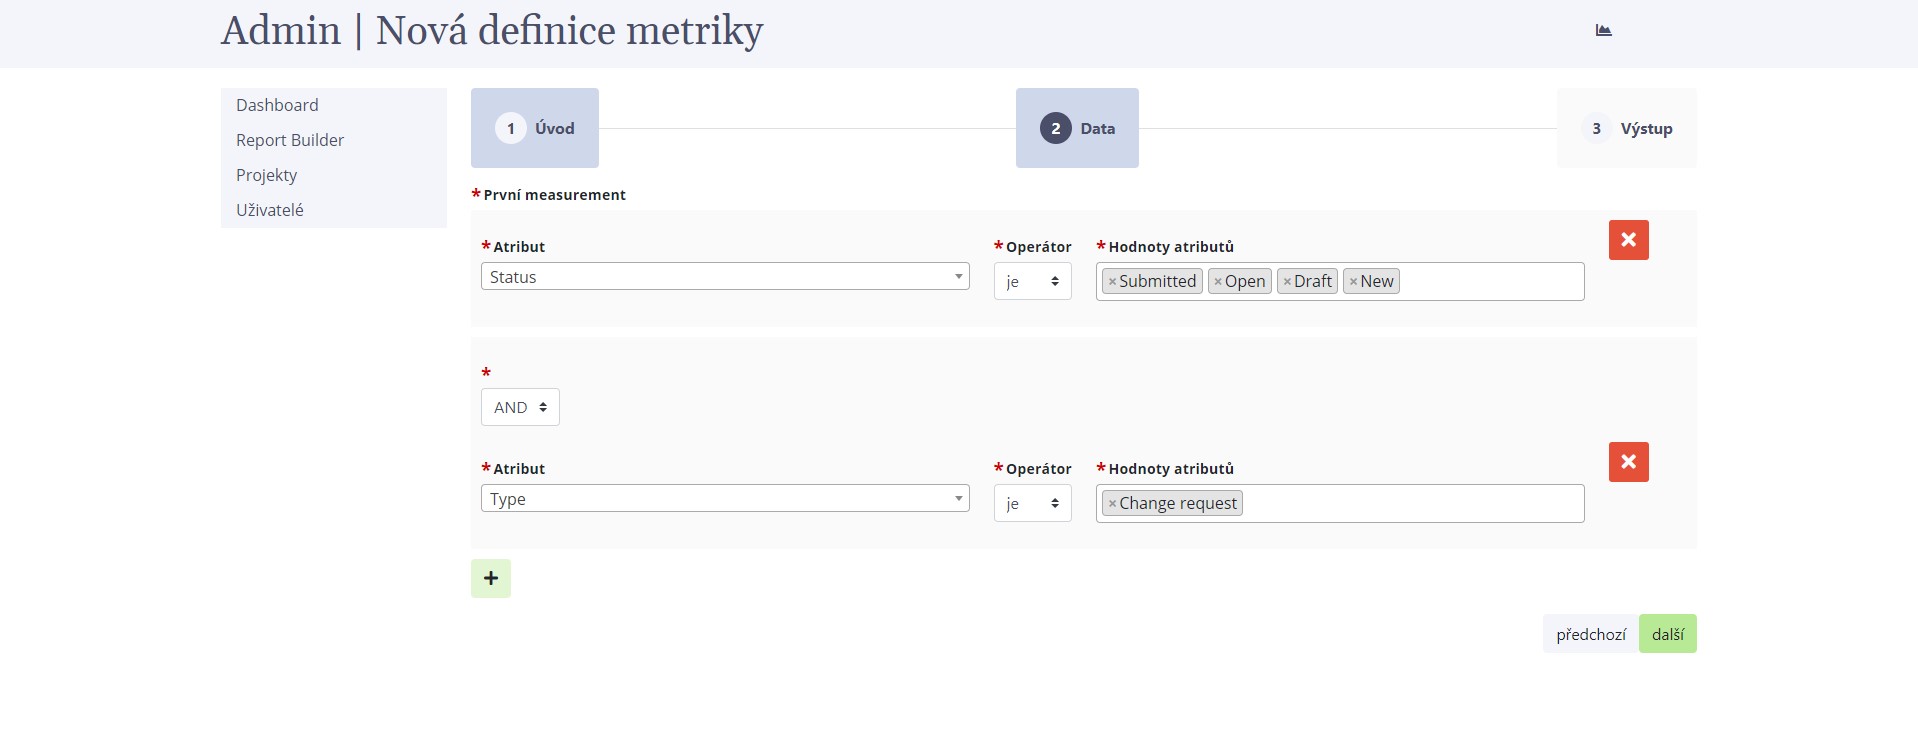 Admin | Nová definice metriky
Dashboard
Report Builder
Projekty
Uživatelé
1 Úvod
2 Data
3 Výstup
* První measurement
* Atribut
Status
* Operátor
je
* Hodnoty atributů
× Submitted × Open × Draft × New
*
AND
* Atribut
Type
* Operátor
je
* Hodnoty atributů
× Change request
předchozí
další